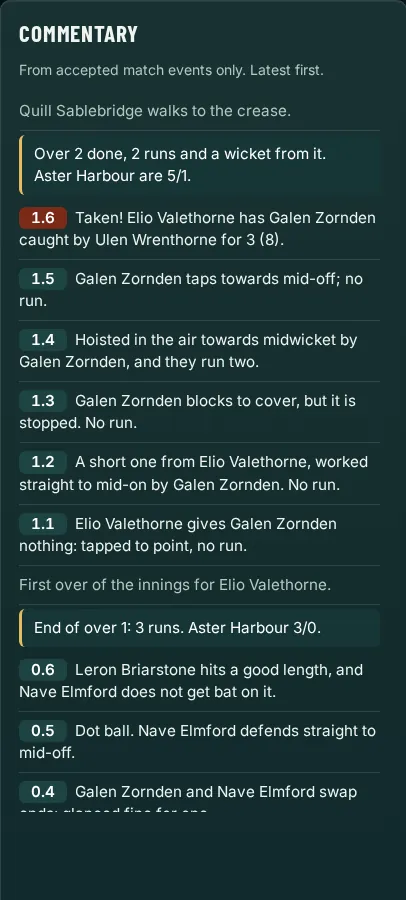 COMMENTARY
From accepted match events only. Latest first.
Quill Sablebridge walks to the crease.
Over 2 done, 2 runs and a wicket from it.
Aster Harbour are 5/1.
1.6 Taken! Elio Valethorne has Galen Zornden
caught by Ulen Wrenthorne for 3 (8).
1.5 Galen Zornden taps towards mid-off; no
run.
1.4 Hoisted in the air towards midwicket by
Galen Zornden, and they run two.
1.3 Galen Zornden blocks to cover, but it is
stopped. No run.
1.2 A short one from Elio Valethorne, worked
straight to mid-on by Galen Zornden. No run.
1.1 Elio Valethorne gives Galen Zornden
nothing: tapped to point, no run.
First over of the innings for Elio Valethorne.
End of over 1: 3 runs. Aster Harbour 3/0.
0.6 Leron Briarstone hits a good length, and
Nave Elmford does not get bat on it.
0.5 Dot ball. Nave Elmford defends straight to
mid-off.
0.4 Galen Zornden and Nave Elmford swap